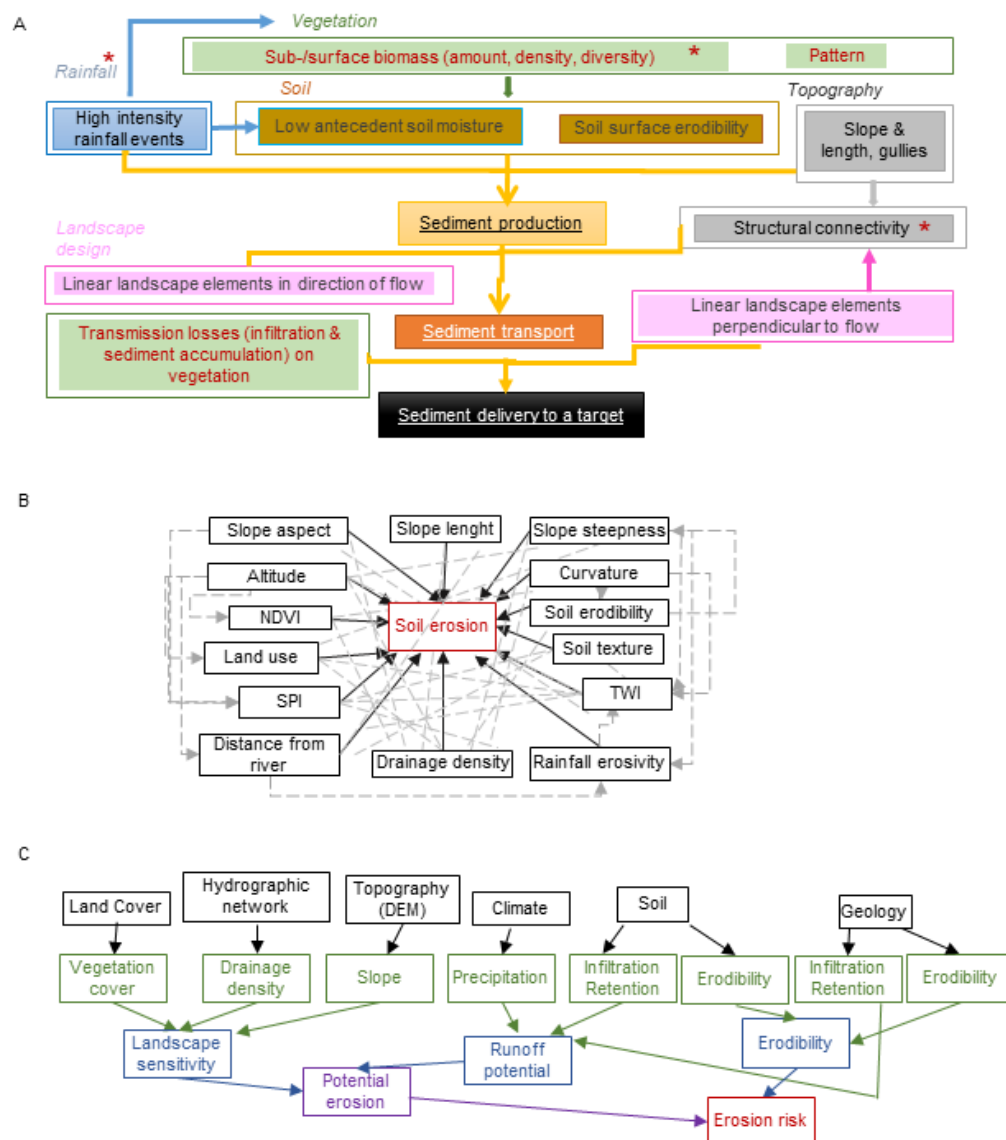 A
Vegetation
*
Rainfall
Sub-/surface biomass (amount, density, diversity) *
Pattern
Soil
Topography
High intensity
rainfall events
Low antecedent soil moisture
Soil surface erodibility
Slope &
length, gullies
Sediment production
Structural connectivity *
Landscape
design
Linear landscape elements in direction of flow
Linear landscape elements
perpendicular to flow
Transmission losses (infiltration &
sediment accumulation) on
vegetation
Sediment transport
Sediment delivery to a target
B
Slope aspect
Slope lenght
Slope steepness
Altitude
Curvature
NDVI
Soil erosion
Soil erodibility
Land use
Soil texture
SPI
TWI
Distance from
river
Drainage density
Rainfall erosivity
C
Land Cover
Hydrographic
network
Topography
(DEM)
Climate
Soil
Geology
Vegetation
cover
Drainage
density
Slope
Precipitation
Infiltration
Retention
Erodibility
Infiltration
Retention
Erodibility
Landscape
sensitivity
Runoff
potential
Erodibility
Potential
erosion
Erosion risk